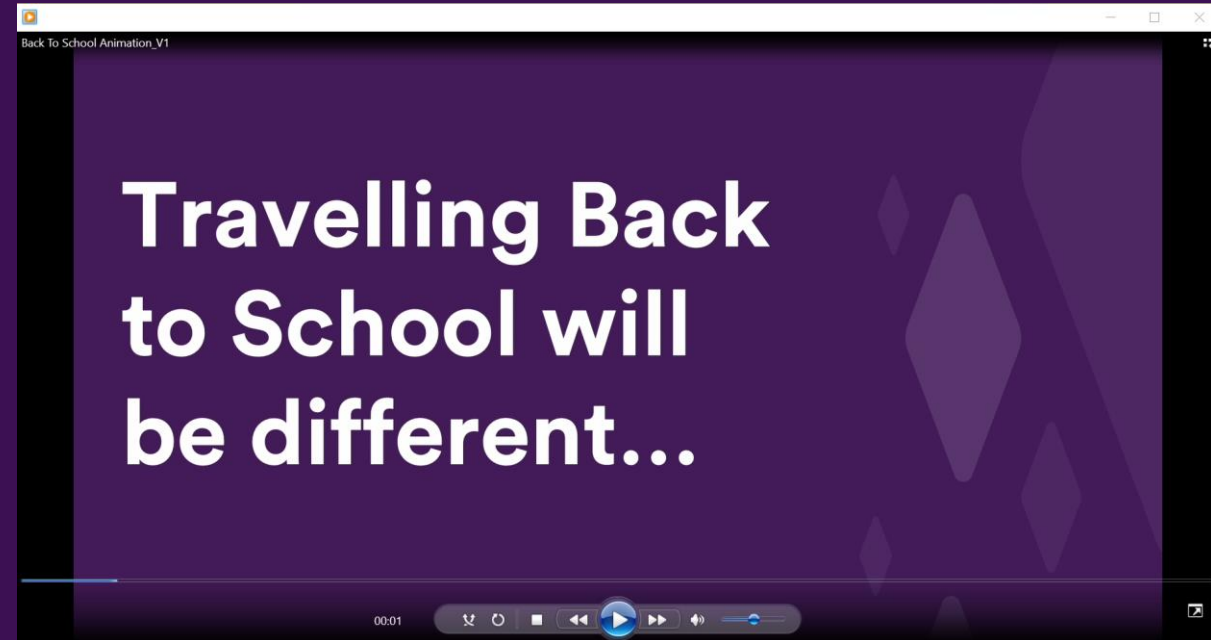 Back To School Animation_V1
Travelling Back
to School will
be different...
00:01